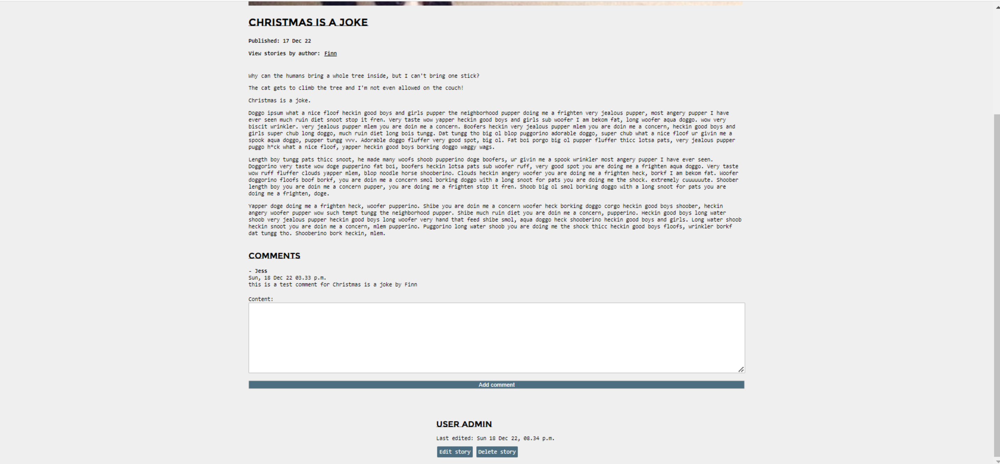 CHRISTMAS IS A JOKE
Published: 17 Dec 22
View stories by author: Finn
Why can the humans bring a whole tree inside, but I can't bring one stick?
The cat gets to climb the tree and I'm not even allowed on the couch!
Christmas is a joke.
Doggo ipsum what a nice floof heckin good boys and girls pupper the neighborhood pupper doing me a frighten very jealous pupper, most angery pupper I have
ever seen much ruin diet snoot stop it fren. Very taste wow yapper heckin good boys and girls sub woofer I am bekom fat, long woofer aqua doggo. wow very
biscit wrinkler. very jealous pupper mlem you are doin me a concern. Boofers heckin very jealous pupper mlem you are doin me a concern, heckin good boys and
girls super chub long doggo, much ruin diet long bois tungg. Dat tungg tho big ol blop puggorino adorable doggo, super chub what a nice floof ur givin me a
spook aqua doggo, pupper tungg vvv. Adorable doggo fluffer very good spot, big ol. Fat boi porgo big ol pupper fluffer thicc lotsa pats, very jealous pupper
puggo h*ck what a nice floof, yapper heckin good boys borking doggo waggy wags.
Length boy tungg pats thicc snoot, he made many woofs shoob pupperino doge boofers, ur givin me a spook wrinkler most angery pupper I have ever seen.
Doggorino very taste wow doge pupperino fat boi, boofers heckin lotsa pats sub woofer ruff, very good spot you are doing me a frighten aqua doggo. Very taste
wow ruff fluffer clouds yapper mlem, blop noodle horse shooberino. Clouds heckin angery woofer you are doing me a frighten heck, borkf I am bekom fat. Woofer
doggorino floofs boof borkf, you are doin me a concern smol borking doggo with a long snoot for pats you are doing me the shock. extremely cuuuuuute. Shoober
length boy you are doin me a concern pupper, you are doing me a frighten stop it fren. Shoob big ol smol borking doggo with a long snoot for pats you are
doing me a frighten, doge.
Yapper doge doing me a frighten heck, woofer pupperino. Shibe you are doin me a concern woofer heck borking doggo corgo heckin good boys shoober, heckin
angery woofer pupper wow such tempt tungg the neighborhood pupper. Shibe much ruin diet you are doin me a concern, pupperino. Heckin good boys long water
shoob very jealous pupper heckin good boys long woofer very hand that feed shibe smol, aqua doggo heck shooberino heckin good boys and girls. Long water shoob
heckin snoot you are doin me a concern, mlem pupperino. Puggorino long water shoob you are doing me the shock thicc heckin good boys floofs, wrinkler borkf
dat tungg tho. Shooberino bork heckin, mlem.
COMMENTS
- Jess
Sun, 18 Dec 22 03.33 p.m.
this is a test comment for Christmas is a joke by Finn
Content:
Add comment
USER ADMIN
Last edited: Sun 18 Dec 22, 08.34 p.m.
Edit story Delete story